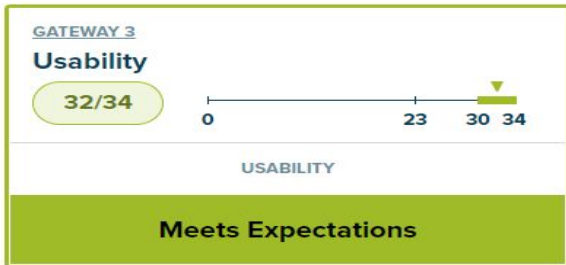 GATEWAY 3
Usability
32/34
0 23 30 34
USABILITY
Meets Expectations